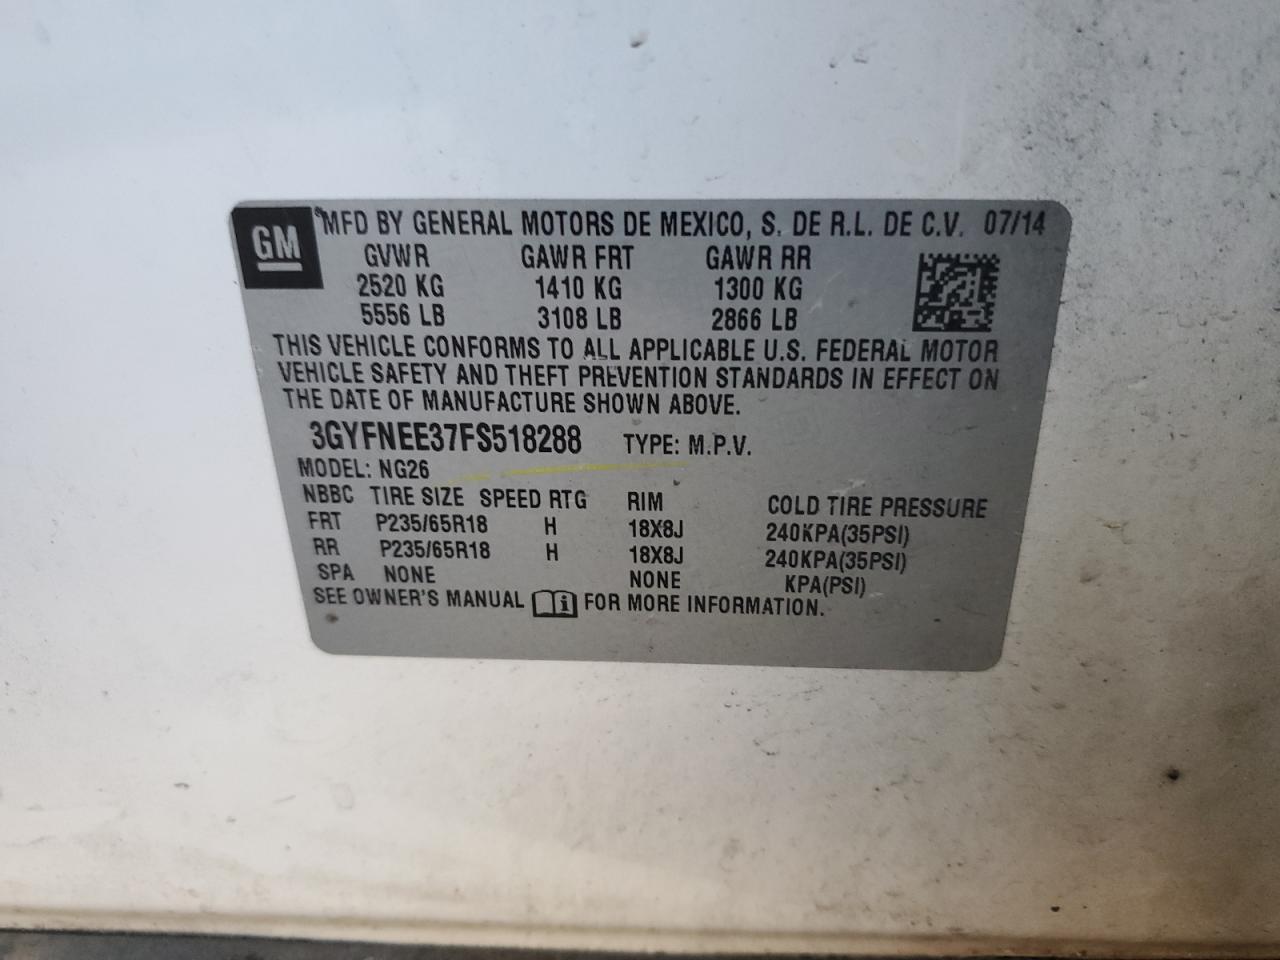 GM
MFD BY GENERAL MOTORS DE MEXICO, S. DE R.L. DE C.V. 07/14
GVWR GAWR FRT GAWR RR
2520 KG 1410 KG 1300 KG
5556 LB 3108 LB 2866 LB
THIS VEHICLE CONFORMS TO ALL APPLICABLE U.S. FEDERAL MOTOR
VEHICLE SAFETY AND THEFT PREVENTION STANDARDS IN EFFECT ON
THE DATE OF MANUFACTURE SHOWN ABOVE.
3GYFNEE37FS518288 TYPE: M.P.V.
MODEL: NG26
NBBC TIRE SIZE SPEED RTG RIM COLD TIRE PRESSURE
FRT P235/65R18 H 18X8J 240KPA(35PSI)
RR P235/65R18 H 18X8J 240KPA(35PSI)
SPA NONE NONE KPA(PSI)
SEE OWNER'S MANUAL FOR MORE INFORMATION.